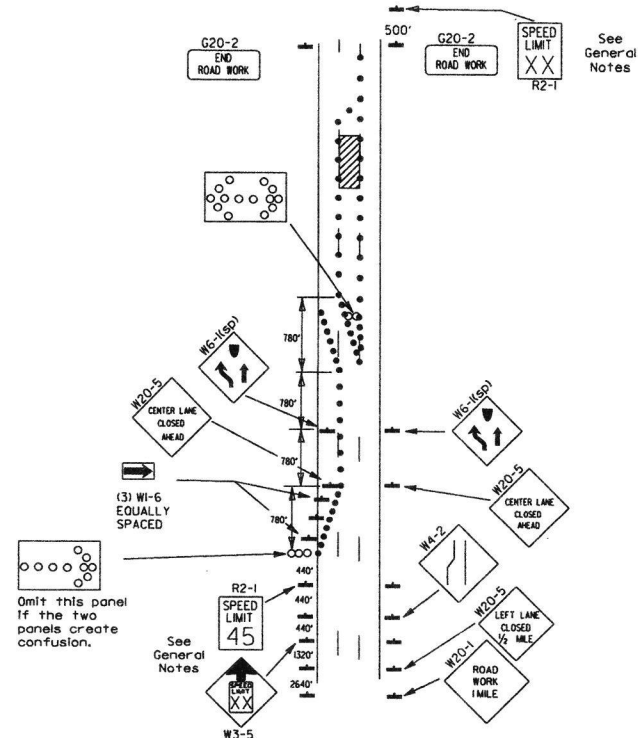 G20-2
END
ROAD WORK
500'
G20-2
END
ROAD WORK
SPEED
LIMIT
XX
R2-1
See
General
Notes
780'
W6-1(sp)
780'
W20-5
CENTER LANE
CLOSED
AHEAD
780'
W6-1(sp)
(3) W1-6
EQUALLY
SPACED
780'
W20-5
CENTER LANE
CLOSED
AHEAD
Omit this panel
if the two
panels create
confusion.
440'
W4-2
R2-1
SPEED
LIMIT
45
440'
440'
W20-5
LEFT LANE
CLOSED
1/2 MILE
See
General
Notes
1320'
W20-1
ROAD
WORK
1 MILE
2640'
SPEED
LIMIT
XX
W3-5